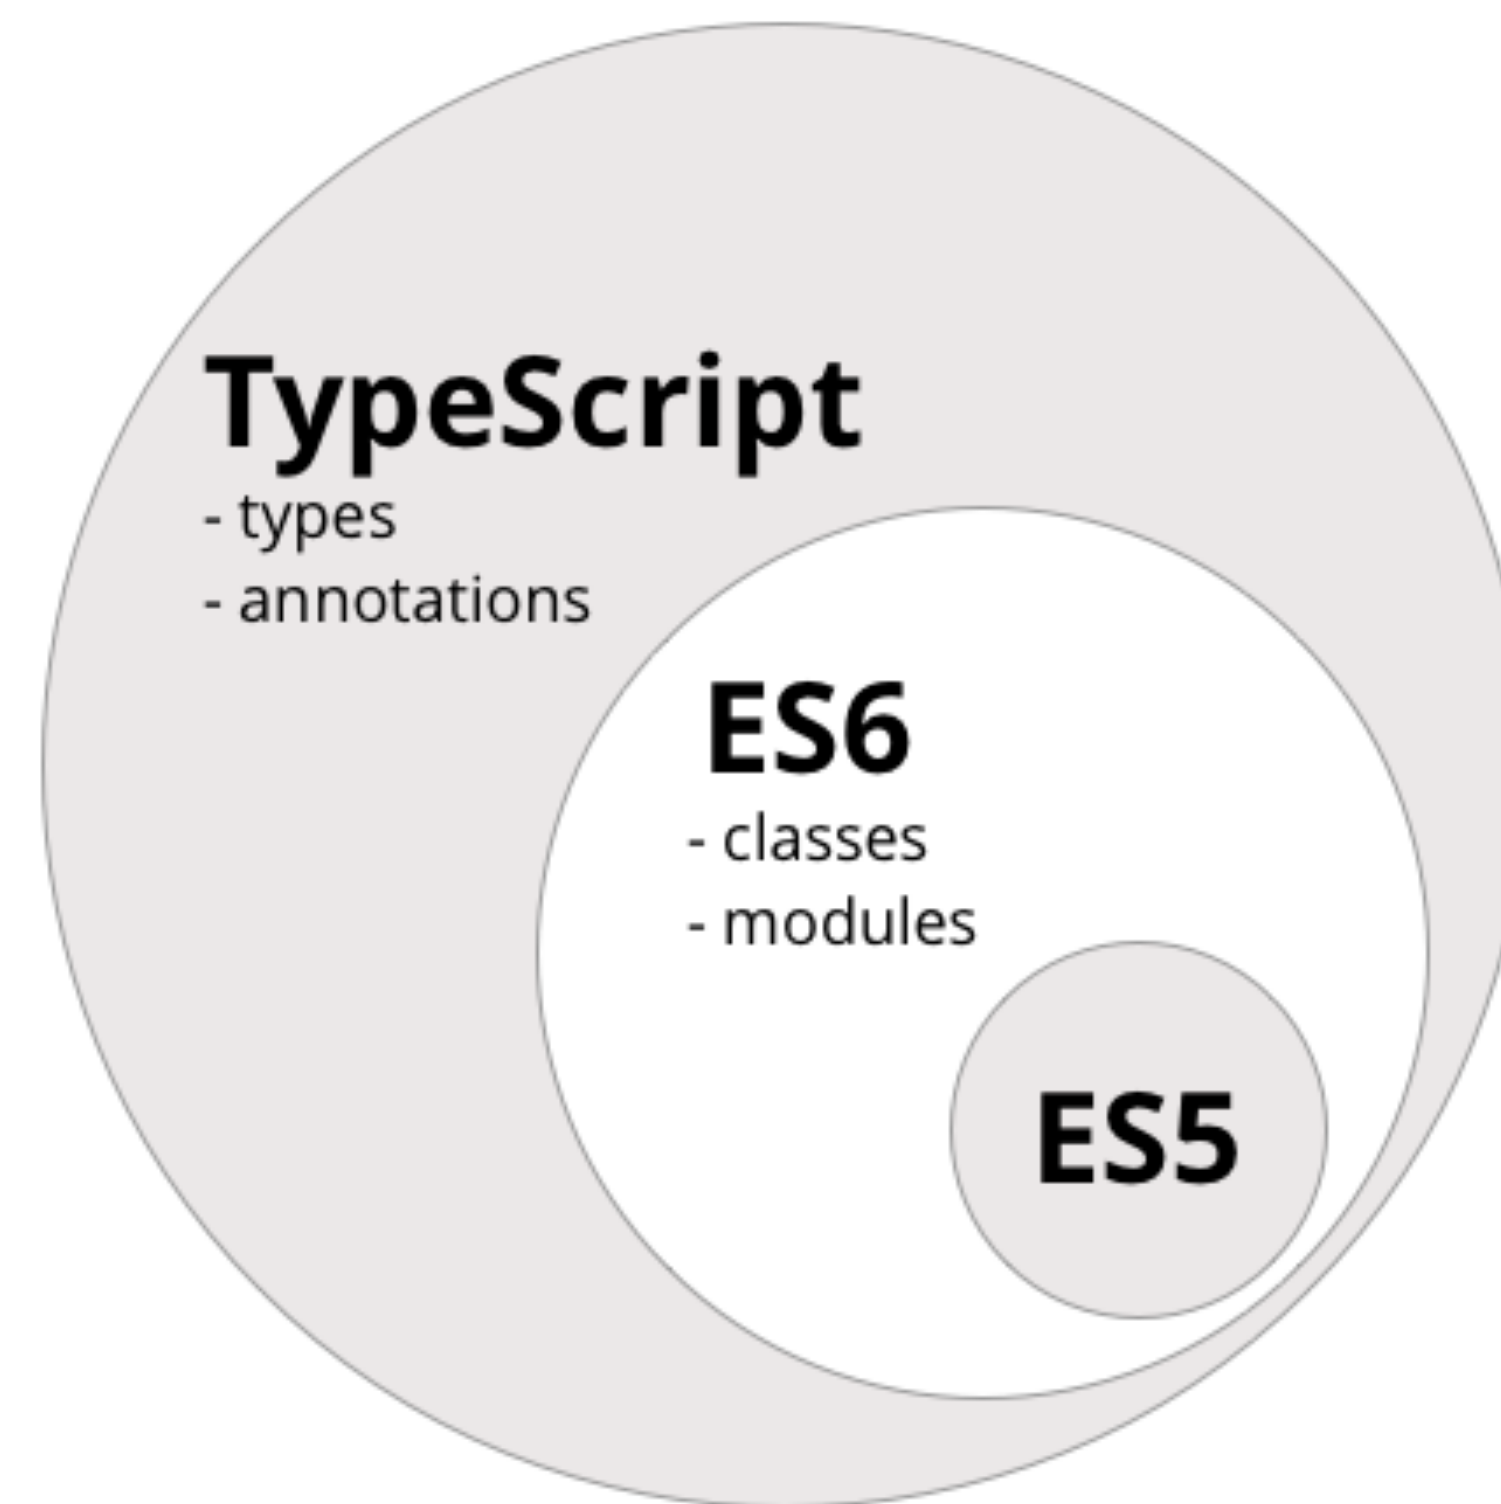 TypeScript
- types
- annotations
ES6
- classes
- modules
ES5